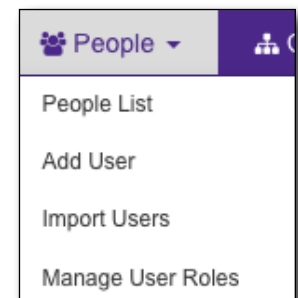 People
People List
Add User
Import Users
Manage User Roles